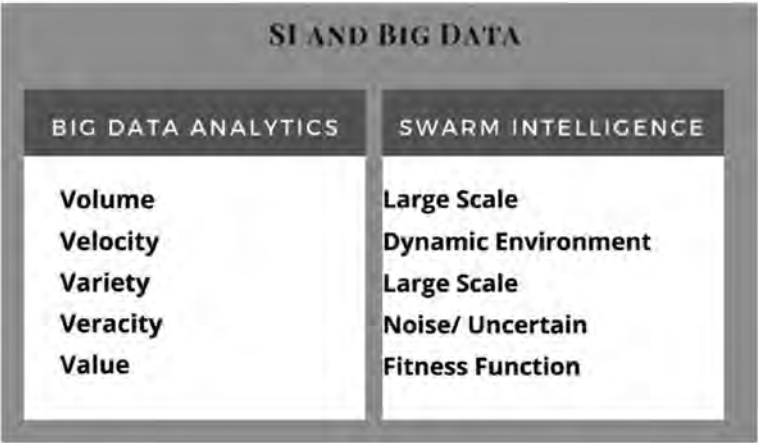 SI AND BIG DATA
BIG DATA ANALYTICS
Volume
Velocity
Variety
Veracity
Value
SWARM INTELLIGENCE
Large Scale
Dynamic Environment
Large Scale
Noise/ Uncertain
Fitness Function